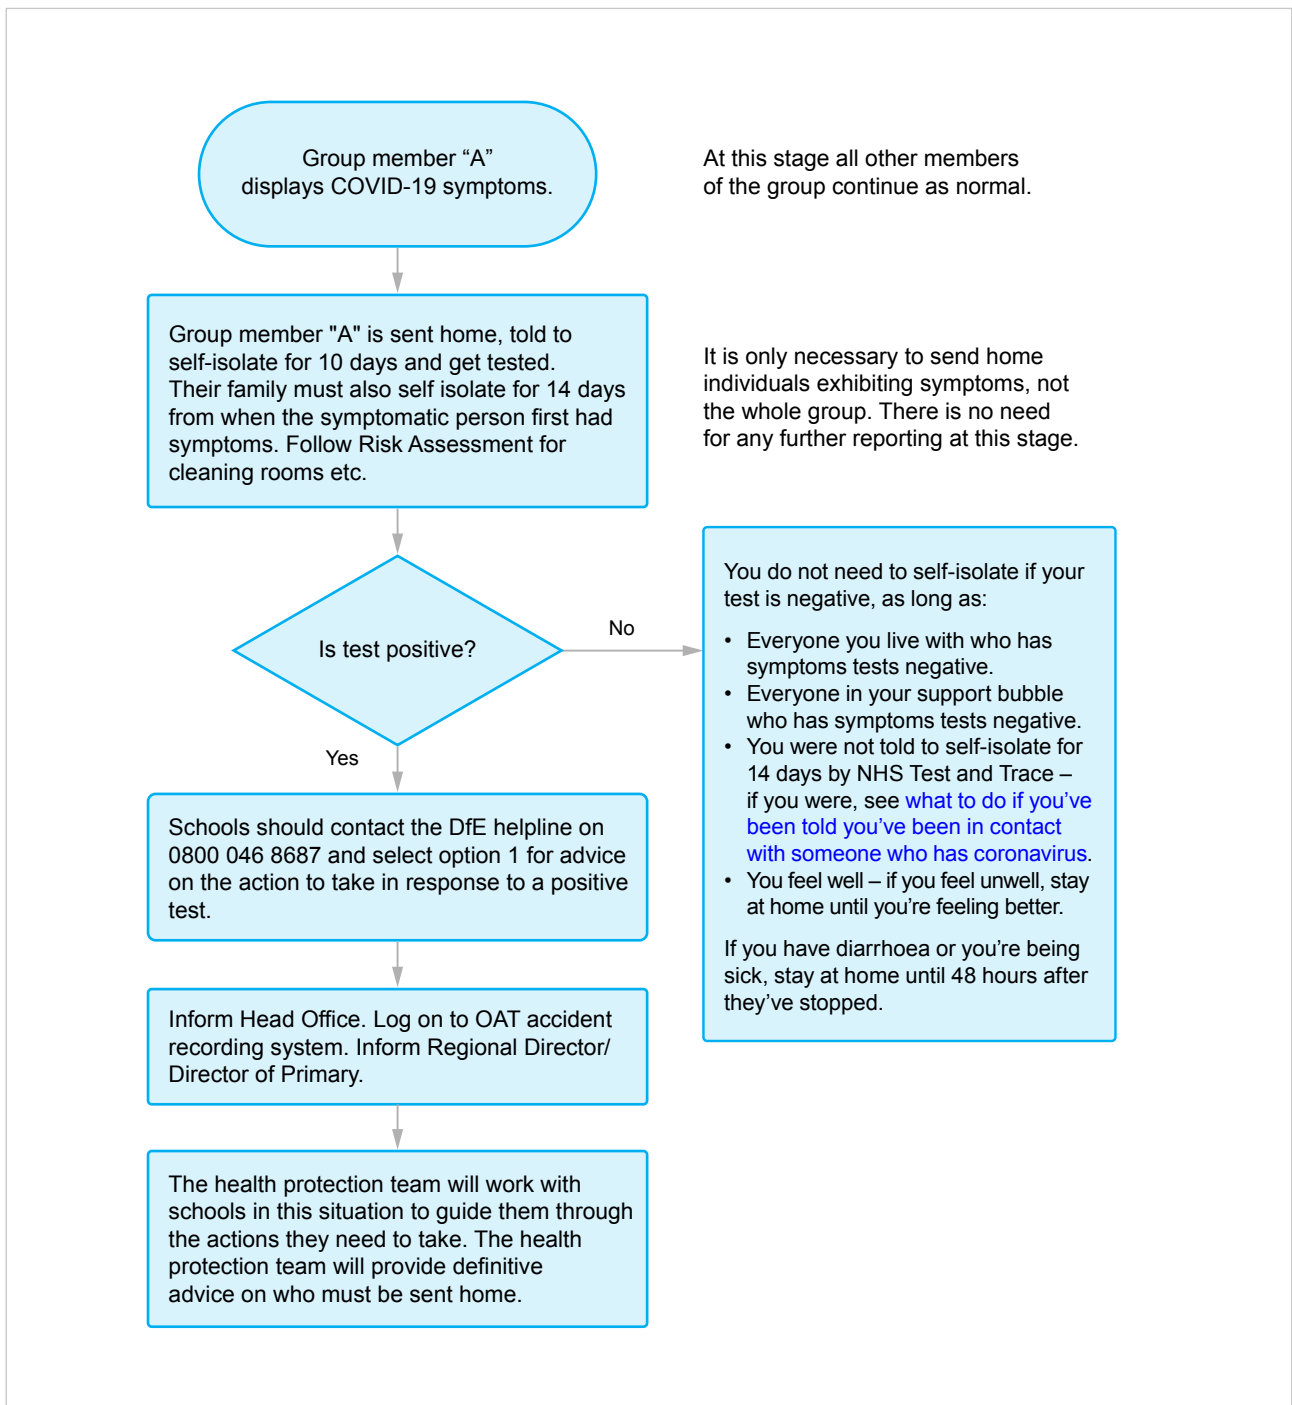 Group member “A”
displays COVID-19 symptoms.
At this stage all other members
of the group continue as normal.
Group member "A" is sent home, told to
self-isolate for 10 days and get tested.
Their family must also self isolate for 14 days
from when the symptomatic person first had
symptoms. Follow Risk Assessment for
cleaning rooms etc.
It is only necessary to send home
individuals exhibiting symptoms, not
the whole group. There is no need
for any further reporting at this stage.
Is test positive?
No
You do not need to self-isolate if your
test is negative, as long as:
• Everyone you live with who has
symptoms tests negative.
• Everyone in your support bubble
who has symptoms tests negative.
• You were not told to self-isolate for
14 days by NHS Test and Trace –
if you were, see what to do if you’ve
been told you’ve been in contact
with someone who has coronavirus.
• You feel well – if you feel unwell, stay
at home until you’re feeling better.
If you have diarrhoea or you’re being
sick, stay at home until 48 hours after
they’ve stopped.
Yes
Schools should contact the DfE helpline on
0800 046 8687 and select option 1 for advice
on the action to take in response to a positive
test.
Inform Head Office. Log on to OAT accident
recording system. Inform Regional Director/
Director of Primary.
The health protection team will work with
schools in this situation to guide them through
the actions they need to take. The health
protection team will provide definitive
advice on who must be sent home.